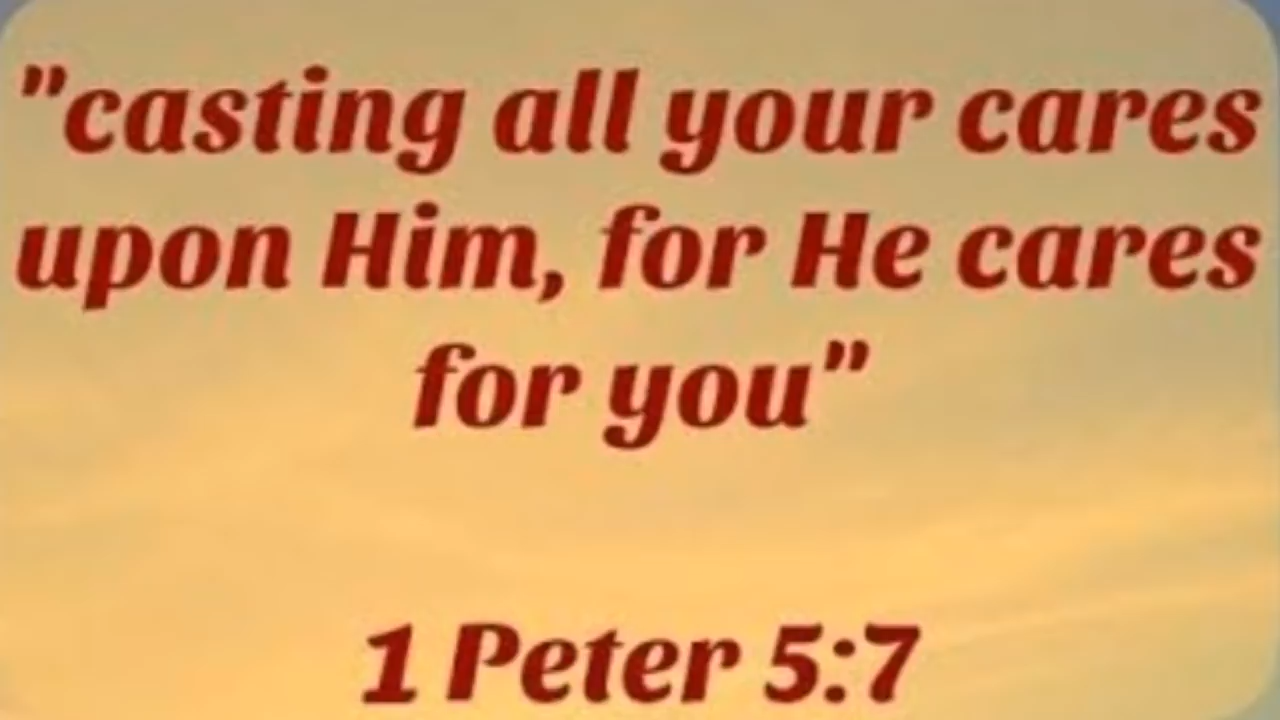 "casting all your cares
upon Him, for He cares
for you"
1 Peter 5:7